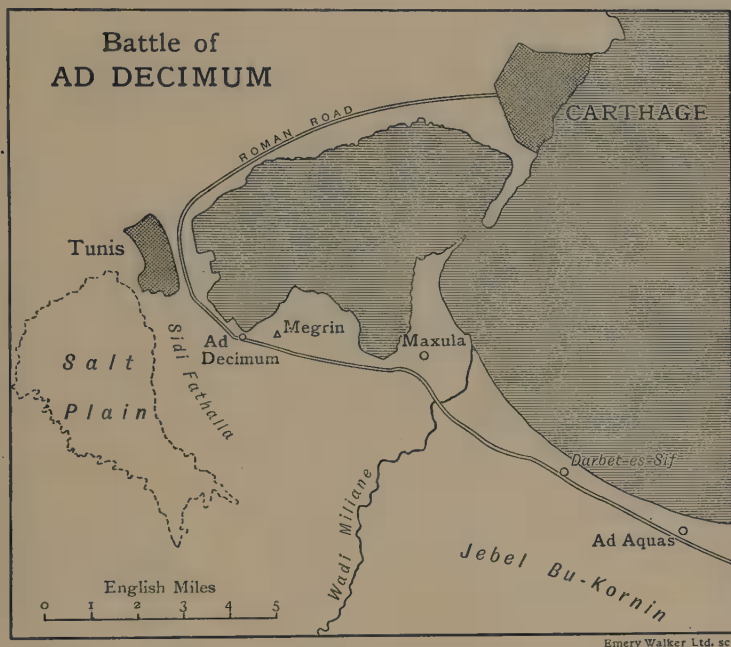 Battle of
AD DECIMUM
ROMAN ROAD
CARTHAGE
Tunis
Ad
Decimum
Megrin
Maxula
Salt
Plain
Sidi Fathalla
Darbet-es-Sif
Wadi Miliane
Ad Aquas
Jebel Bu-Kornin
English Miles
0 1 2 3 4 5
Emery Walker Ltd. sc